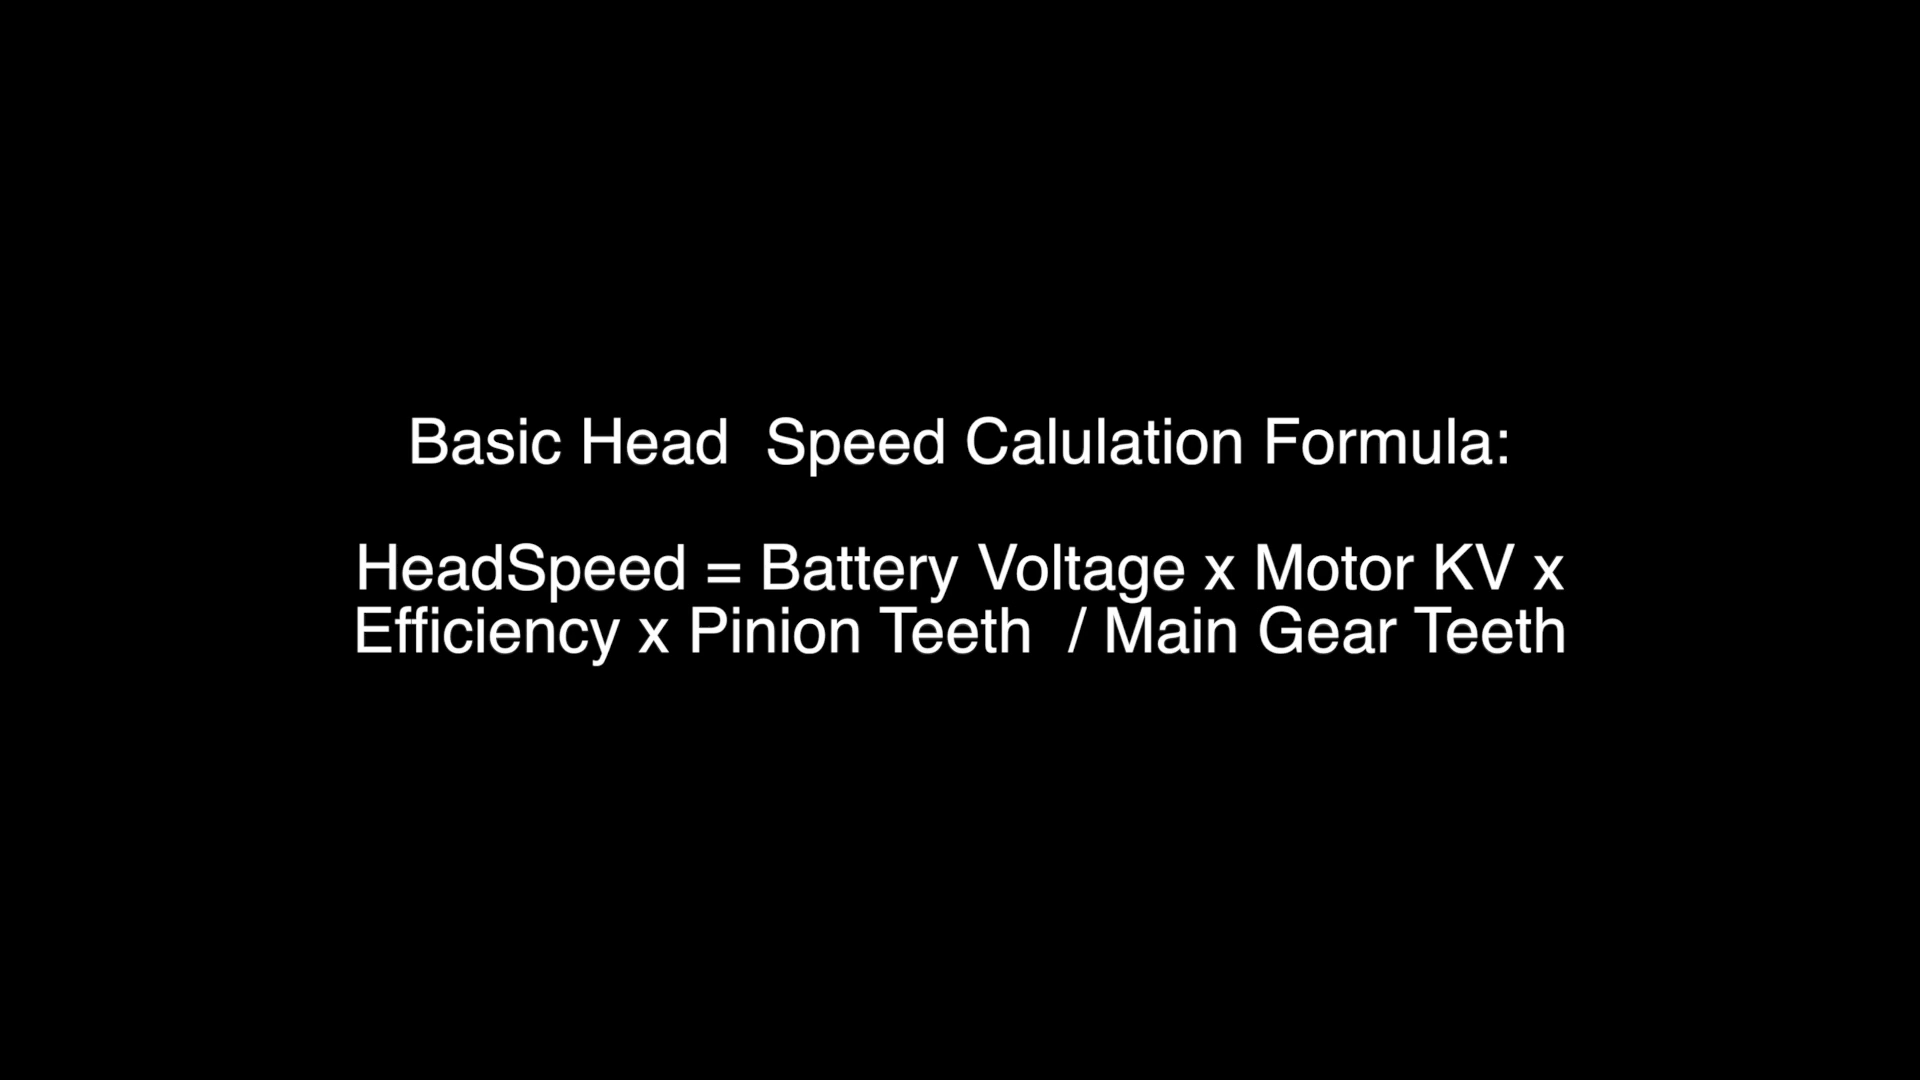 Basic Head  Speed Calulation Formula:
HeadSpeed = Battery Voltage x Motor KV x
Efficiency x Pinion Teeth  / Main Gear Teeth